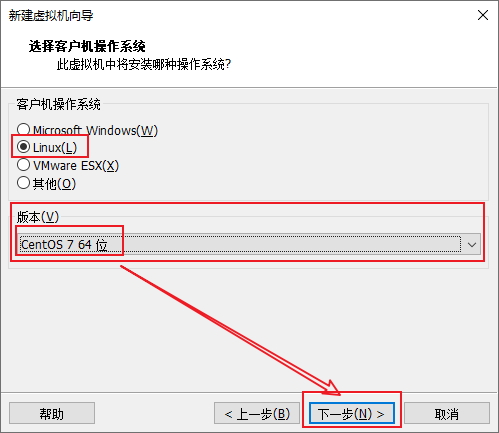 新建虚拟机向导
选择客户机操作系统
此虚拟机中将安装哪种操作系统?
客户机操作系统
Microsoft Windows(W)
Linux(L)
VMware ESX(X)
其他(O)
版本(V)
CentOS 7 64 位
帮助
< 上一步(B)
下一步(N) >
取消